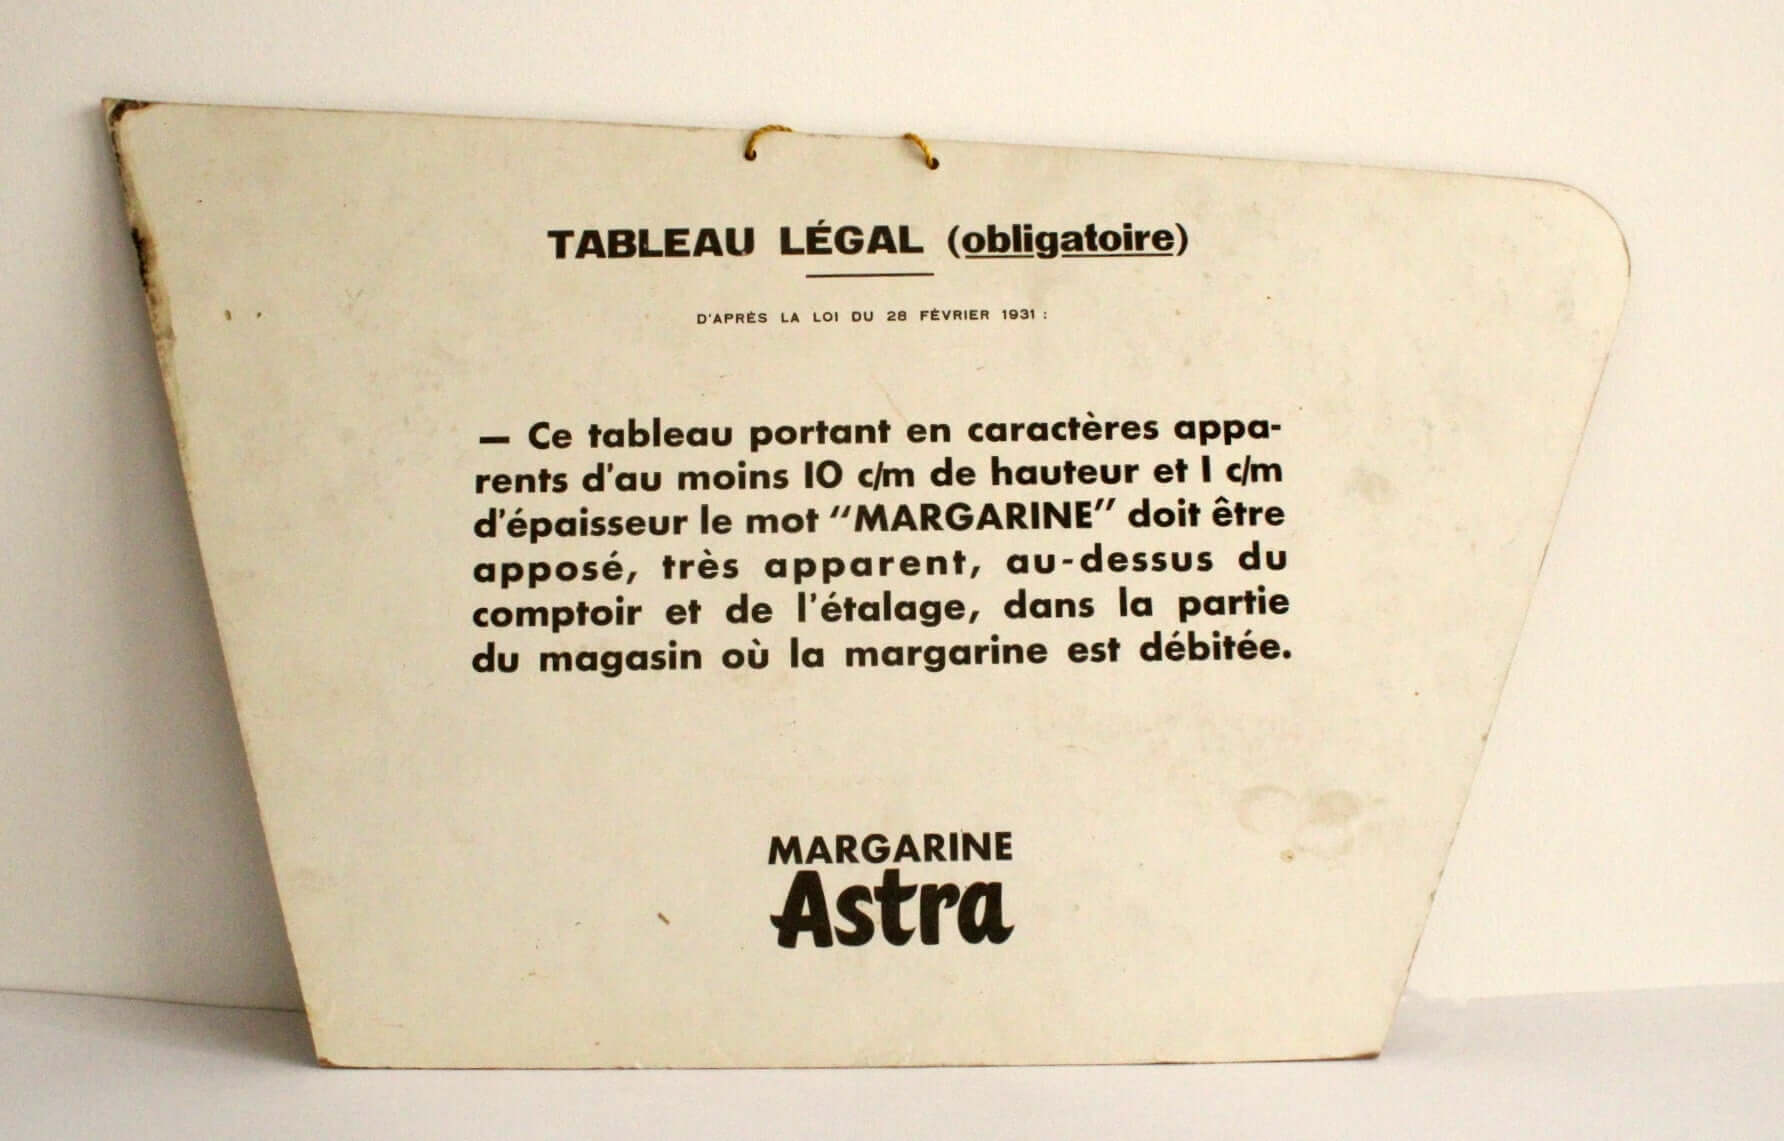 TABLEAU LÉGAL (obligatoire)
D'APRÈS LA LOI DU 28 FÉVRIER 1931 :
— Ce tableau portant en caractères appa-
rents d'au moins 10 c/m de hauteur et 1 c/m
d'épaisseur le mot "MARGARINE" doit être
apposé, très apparent, au-dessus du
comptoir et de l'étalage, dans la partie
du magasin où la margarine est débitée.
MARGARINE
Astra